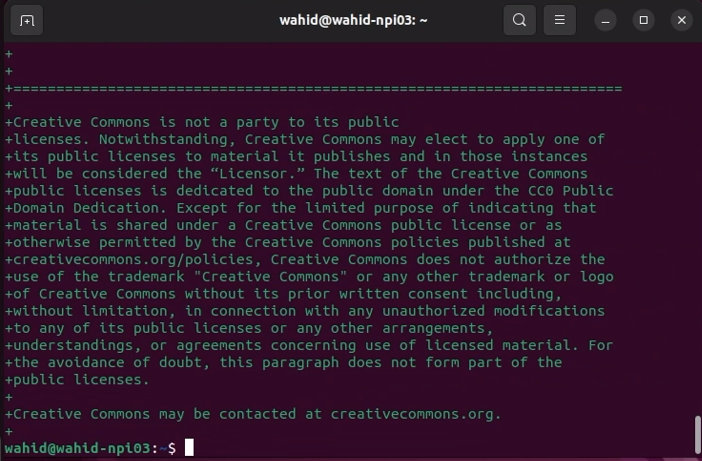 wahid@wahid-npi03: ~
+
+
+=======================================================================
+
+Creative Commons is not a party to its public
+licenses. Notwithstanding, Creative Commons may elect to apply one of
+its public licenses to material it publishes and in those instances
+will be considered the “Licensor.” The text of the Creative Commons
+public licenses is dedicated to the public domain under the CC0 Public
+Domain Dedication. Except for the limited purpose of indicating that
+material is shared under a Creative Commons public license or as
+otherwise permitted by the Creative Commons policies published at
+creativecommons.org/policies, Creative Commons does not authorize the
+use of the trademark "Creative Commons" or any other trademark or logo
+of Creative Commons without its prior written consent including,
+without limitation, in connection with any unauthorized modifications
+to any of its public licenses or any other arrangements,
+understandings, or agreements concerning use of licensed material. For
+the avoidance of doubt, this paragraph does not form part of the
+public licenses.
+
+Creative Commons may be contacted at creativecommons.org.
+
wahid@wahid-npi03:~$